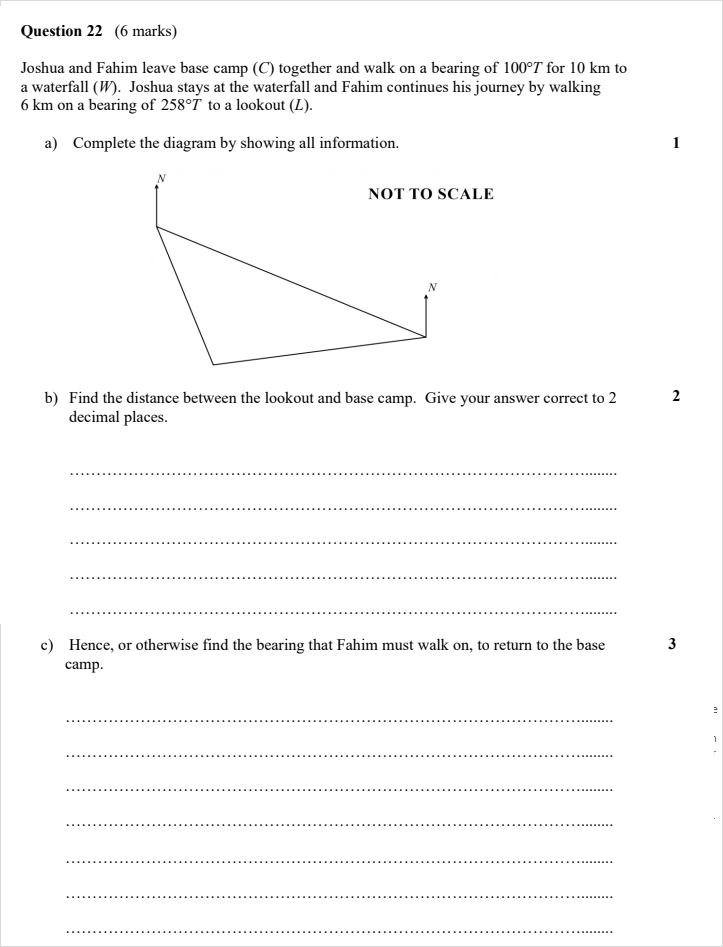 Question 22 (6 marks)
Joshua and Fahim leave base camp (C) together and walk on a bearing of 100°T for 10 km to
a waterfall (W). Joshua stays at the waterfall and Fahim continues his journey by walking
6 km on a bearing of 258°T to a lookout (L).
a) Complete the diagram by showing all information. 1
N
NOT TO SCALE
N
b) Find the distance between the lookout and base camp. Give your answer correct to 2 2
decimal places.
c) Hence, or otherwise find the bearing that Fahim must walk on, to return to the base 3
camp.